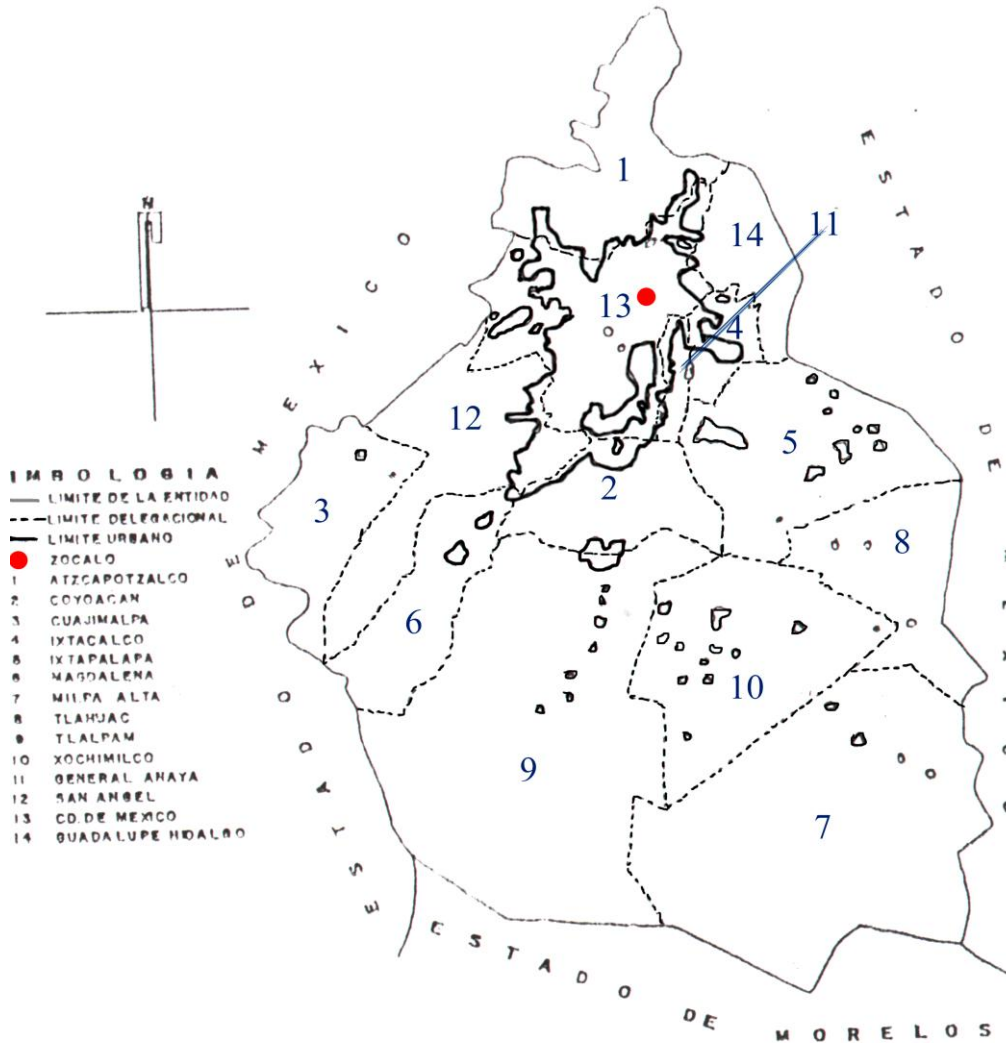 N
ESTADO DE MEXICO
ESTADO DE MEXICO
1
14
11
13
4
12
5
2
3
8
6
10
9
7
IMBOLOGIA
LIMITE DE LA ENTIDAD
LIMITE DELEGACIONAL
LIMITE URBANO
ZOCALO
1 ATZCAPOTZALCO
2 COYOACAN
3 CUAJIMALPA
4 IXTACALCO
5 IXTAPALAPA
6 MAGDALENA
7 MILPA ALTA
8 TLAHUAC
9 TLALPAM
10 XOCHIMILCO
11 GENERAL ANAYA
12 SAN ANGEL
13 CD. DE MEXICO
14 GUADALUPE HIDALGO
ESTADO DE MORELOS